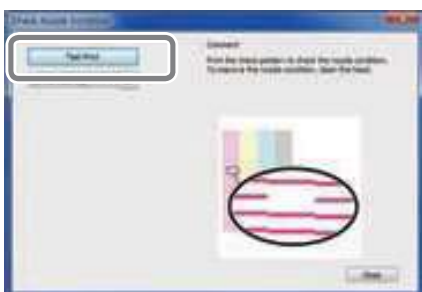 Check Nozzle Condition
Test Print
Comment
Print the check pattern to check the nozzle condition.
To improve the nozzle condition, clean the head.
Close